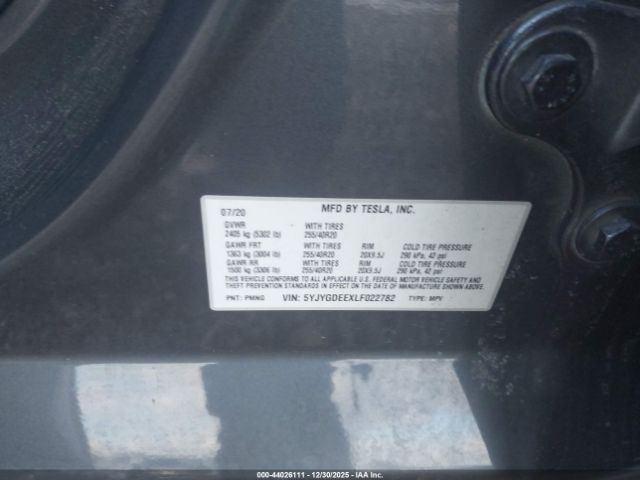 07/20 MFD BY TESLA, INC.
GVWR WITH TIRES
2405 kg (5302 lb) 255/40R20
GAWR FRT WITH TIRES RIM COLD TIRE PRESSURE
1363 kg (3004 lb) 255/40R20 20X9.5J 290 kPa, 42 psi
GAWR RR WITH TIRES RIM COLD TIRE PRESSURE
1500 kg (3306 lb) 255/40R20 20X9.5J 290 kPa, 42 psi
THIS VEHICLE CONFORMS TO ALL APPLICABLE U.S. FEDERAL MOTOR VEHICLE SAFETY AND
THEFT PREVENTION STANDARDS IN EFFECT ON THE DATE OF MANUFACTURE SHOWN ABOVE.
PNT: PMNG VIN: 5YJYGDEEXLF022782 TYPE: MPV
000-44026111 - 12/30/2025 - IAA Inc.